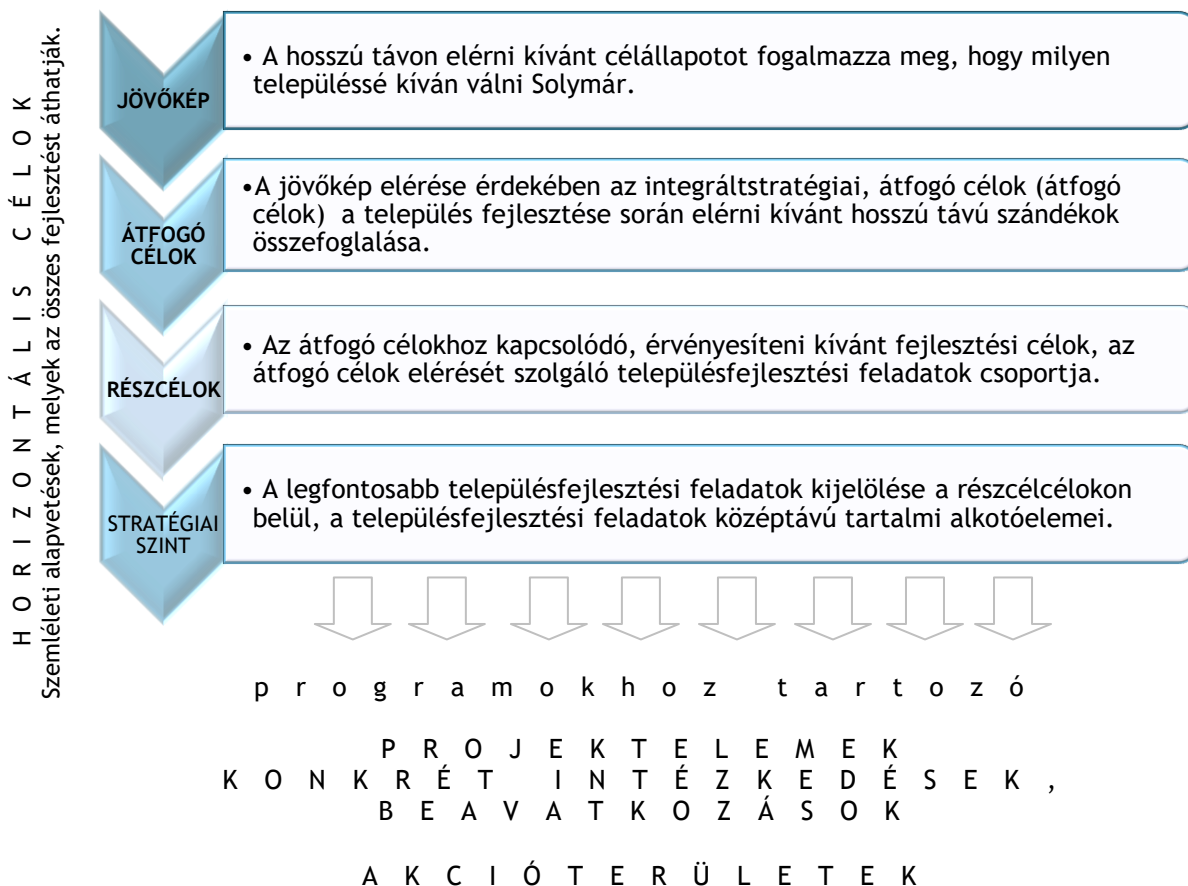 HORIZONTÁLIS CÉLOK
Szemléleti alapvetések, melyek az összes fejlesztést áthatják.
JÖVŐKÉP
• A hosszú távon elérni kívánt célállapotot fogalmazza meg, hogy milyen
településsé kíván válni Solymár.
ÁTFOGÓ
CÉLOK
•A jövőkép elérése érdekében az integráltstratégiai, átfogó célok (átfogó
célok) a település fejlesztése során elérni kívánt hosszú távú szándékok
összefoglalása.
RÉSZCÉLOK
• Az átfogó célokhoz kapcsolódó, érvényesíteni kívánt fejlesztési célok, az
átfogó célok elérését szolgáló településfejlesztési feladatok csoportja.
STRATÉGIAI
SZINT
• A legfontosabb településfejlesztési feladatok kijelölése a részcélcélokon
belül, a településfejlesztési feladatok középtávú tartalmi alkotóelemei.
programokhoz tartozó
PROJEKTELEMEK
KONKRÉT INTÉZKEDÉSEK,
BEAVATKOZÁSOK
AKCIÓTERÜLETEK